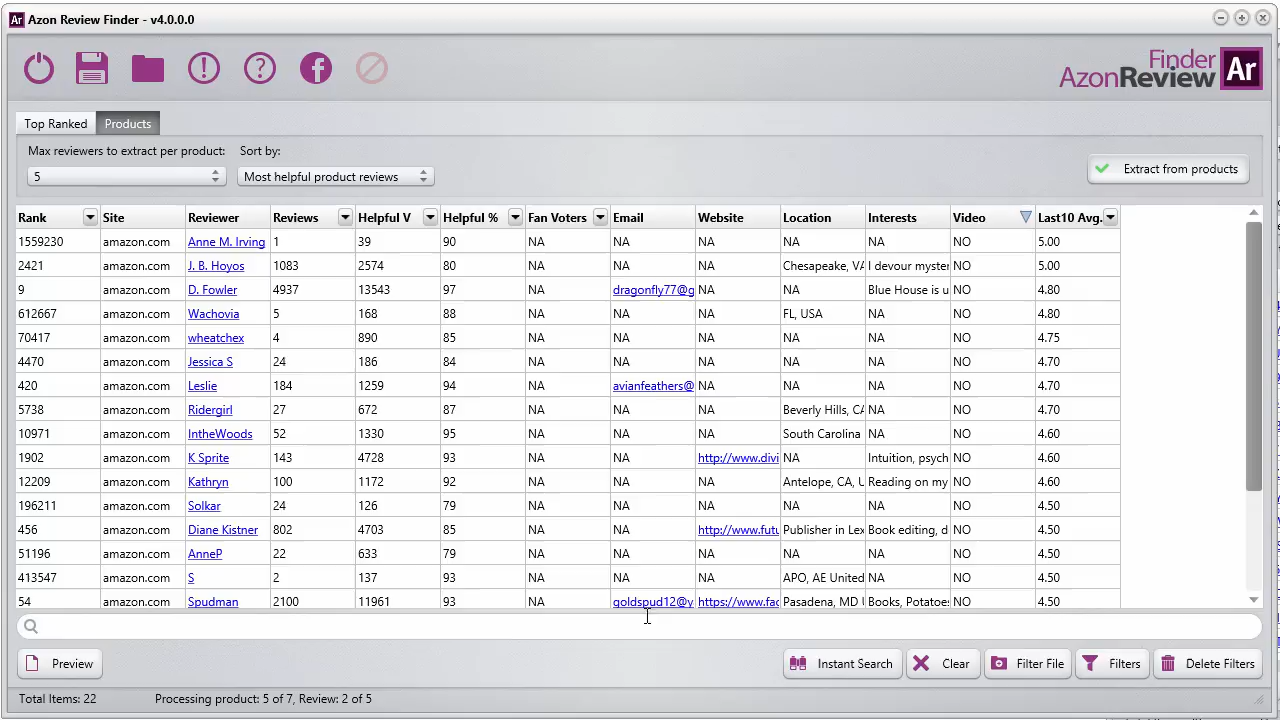 Azon Review Finder - v4.0.0.0
Finder
AzonReview Ar
Top Ranked Products
Max reviewers to extract per product: Sort by:
5 Most helpful product reviews Extract from products
Rank Site Reviewer Reviews Helpful V Helpful % Fan Voters Email Website Location Interests Video Last10 Avg.
1559230 amazon.com Anne M. Irving 1 39 90 NA NA NA NA NA NO 5.00
2421 amazon.com J. B. Hoyos 1083 2574 80 NA NA NA Chesapeake, VA I devour myster NO 5.00
9 amazon.com D. Fowler 4937 13543 97 NA dragonfly77@g NA NA Blue House is u NO 4.80
612667 amazon.com Wachovia 5 168 88 NA NA NA FL, USA NA NO 4.80
70417 amazon.com wheatchex 4 890 85 NA NA NA NA NA NO 4.75
4470 amazon.com Jessica S 24 186 84 NA NA NA NA NA NO 4.70
420 amazon.com Leslie 184 1259 94 NA avianfeathers@ NA NA NA NO 4.70
5738 amazon.com Ridergirl 27 672 87 NA NA NA Beverly Hills, CA NA NO 4.70
10971 amazon.com IntheWoods 52 1330 95 NA NA NA South Carolina NA NO 4.60
1902 amazon.com K Sprite 143 4728 93 NA NA http://www.divi NA Intuition, psych NO 4.60
12209 amazon.com Kathryn 100 1172 92 NA NA NA Antelope, CA, U Reading on my NO 4.60
196211 amazon.com Solkar 24 126 79 NA NA NA NA NA NO 4.50
456 amazon.com Diane Kistner 802 4703 85 NA NA http://www.futu Publisher in Lex Book editing, d NO 4.50
51196 amazon.com AnneP 22 633 79 NA NA NA NA NA NO 4.50
413547 amazon.com S 2 137 93 NA NA NA APO, AE United NA NO 4.50
54 amazon.com Spudman 2100 11961 93 NA goldspud12@y https://www.fac Pasadena, MD U Books, Potatoes NO 4.50
Preview Instant Search Clear Filter File Filters Delete Filters
Total Items: 22 Processing product: 5 of 7, Review: 2 of 5